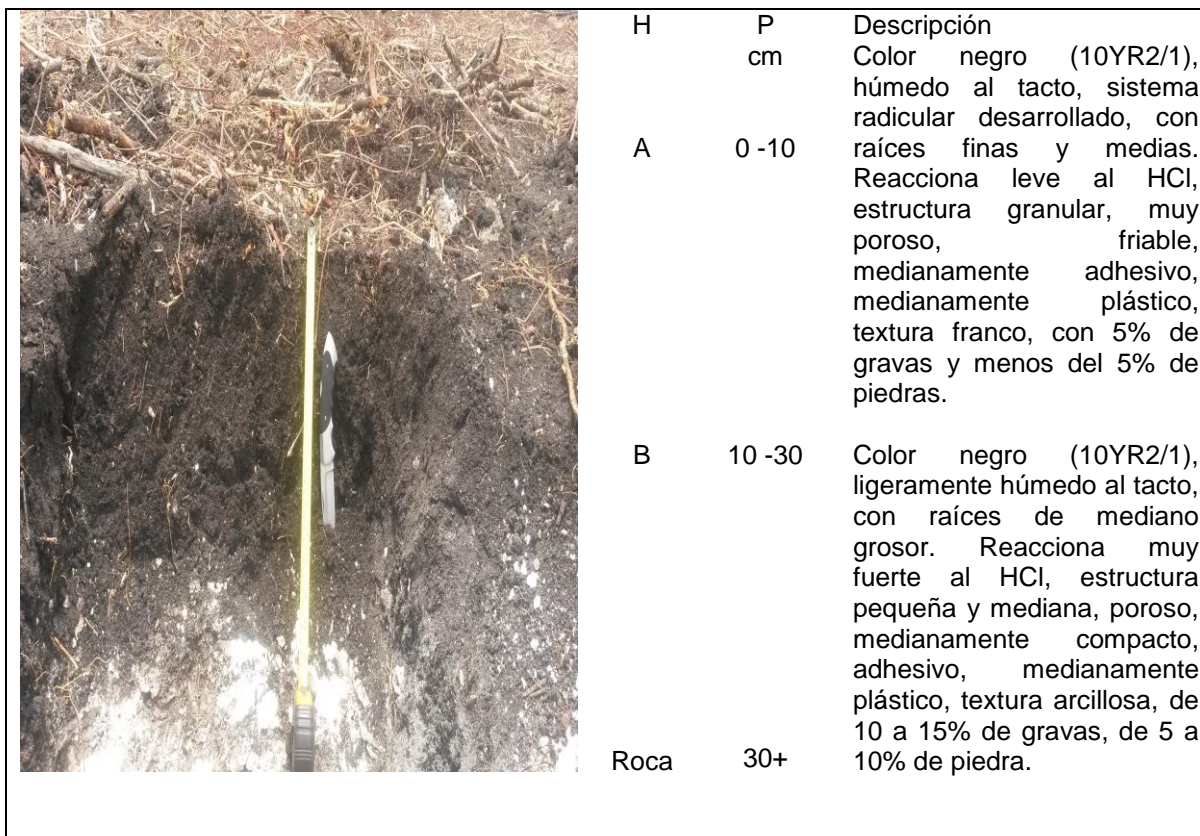 H P Descripción
cm Color negro (10YR2/1),
húmedo al tacto, sistema
radicular desarrollado, con
A 0 -10 raíces finas y medias.
Reacciona leve al HCl,
estructura granular, muy
poroso, friable,
medianamente adhesivo,
medianamente plástico,
textura franco, con 5% de
gravas y menos del 5% de
piedras.
B 10 -30 Color negro (10YR2/1),
ligeramente húmedo al tacto,
con raíces de mediano
grosor. Reacciona muy
fuerte al HCl, estructura
pequeña y mediana, poroso,
medianamente compacto,
adhesivo, medianamente
plástico, textura arcillosa, de
10 a 15% de gravas, de 5 a
Roca 30+ 10% de piedra.